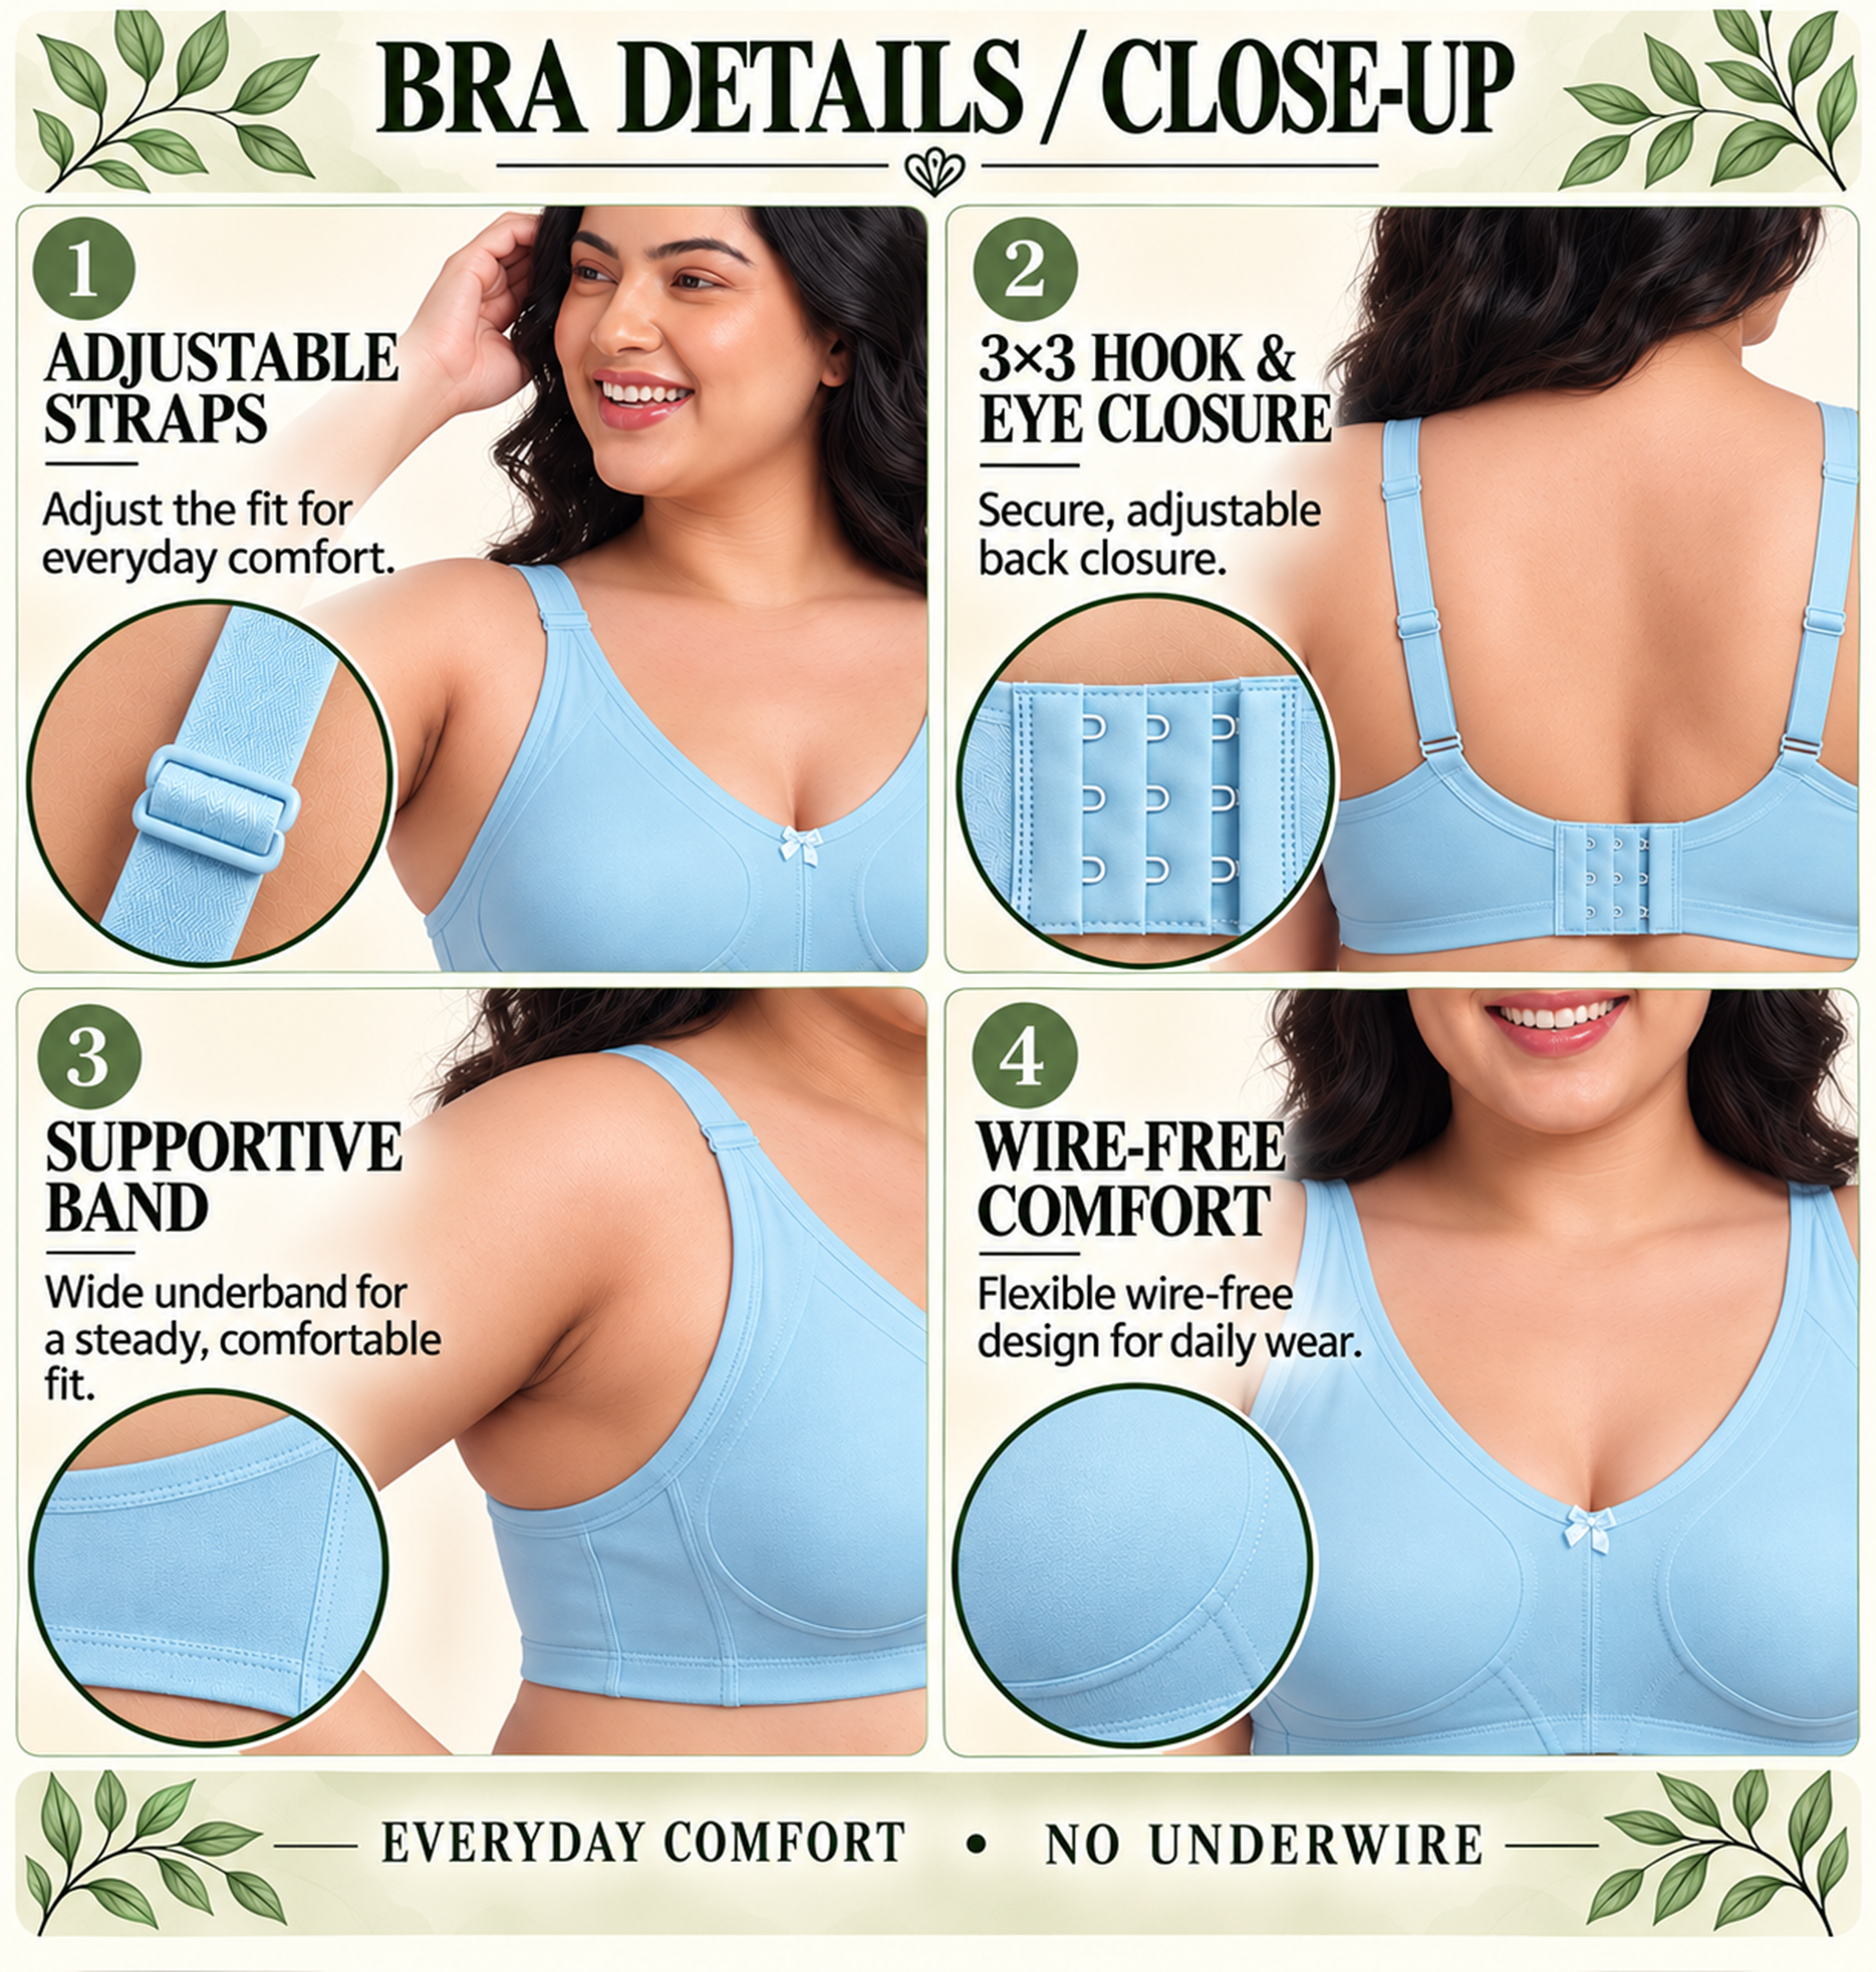 BRA DETAILS / CLOSE-UP
1
ADJUSTABLE
STRAPS
Adjust the fit for
everyday comfort.
2
3×3 HOOK &
EYE CLOSURE
Secure, adjustable
back closure.
3
SUPPORTIVE
BAND
Wide underband for
a steady, comfortable
fit.
4
WIRE-FREE
COMFORT
Flexible wire-free
design for daily wear.
EVERYDAY COMFORT • NO UNDERWIRE